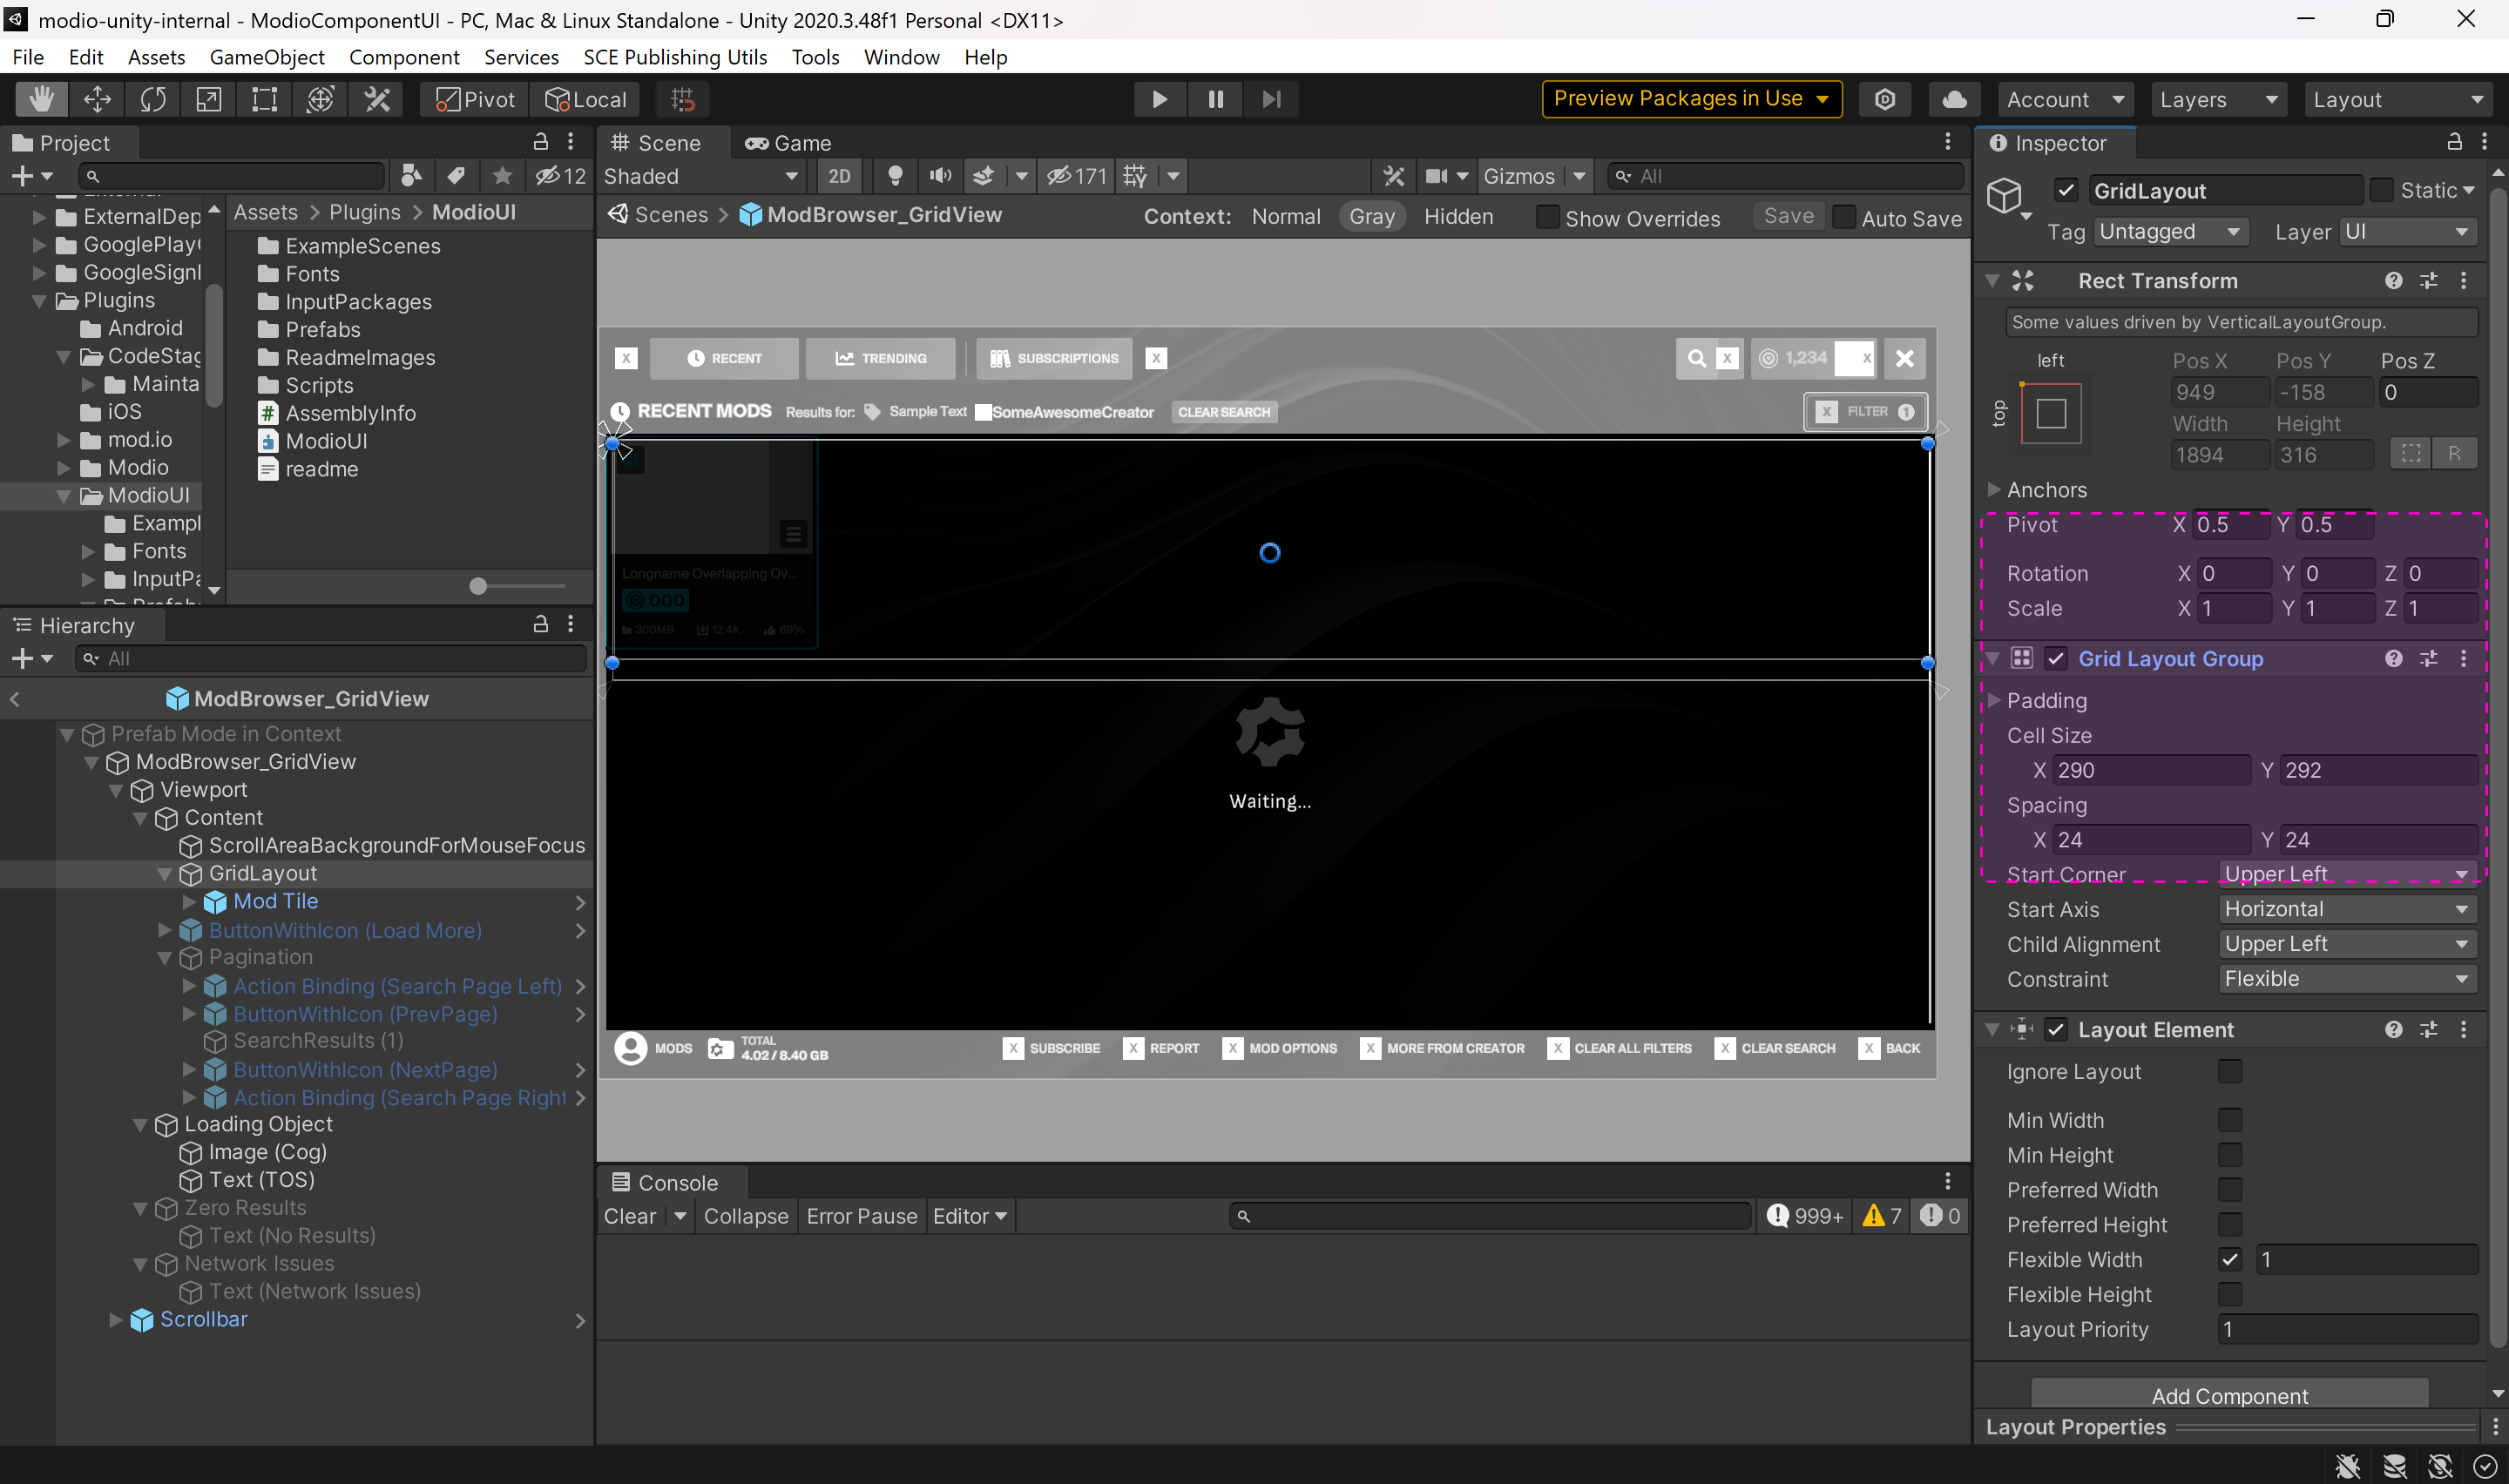 modio-unity-internal - ModioComponentUI - PC, Mac & Linux Standalone - Unity 2020.3.48f1 Personal <DX11>
File Edit Assets GameObject Component Services SCE Publishing Utils Tools Window Help
Pivot Local Preview Packages in Use Account Layers Layout
Project
12
ExternalDep
GooglePlay
GoogleSignI
Plugins
Android
CodeStag
Mainta
iOS
mod.io
Modio
ModioUI
Exampl
Fonts
InputPa
Assets > Plugins > ModioUI
ExampleScenes
Fonts
InputPackages
Prefabs
ReadmeImages
Scripts
AssemblyInfo
ModioUI
readme
Hierarchy
All
ModBrowser_GridView
Prefab Mode in Context
ModBrowser_GridView
Viewport
Content
ScrollAreaBackgroundForMouseFocus
GridLayout
Mod Tile
ButtonWithIcon (Load More)
Pagination
Action Binding (Search Page Left)
ButtonWithIcon (PrevPage)
SearchResults (1)
ButtonWithIcon (NextPage)
Action Binding (Search Page Right
Loading Object
Image (Cog)
Text (TOS)
Zero Results
Text (No Results)
Network Issues
Text (Network Issues)
Scrollbar
Scene Game
Shaded 2D 171 Gizmos All
Scenes > ModBrowser_GridView Context: Normal Gray Hidden Show Overrides Save Auto Save
X RECENT TRENDING SUBSCRIPTIONS X X 1,234 X
RECENT MODS Results for: Sample Text SomeAwesomeCreator CLEAR SEARCH X FILTER 1
Longname Overlapping Ov...
000
300MB 12.4K 69%
Waiting...
MODS TOTAL
4.02 / 8.40 GB
X SUBSCRIBE X REPORT X MOD OPTIONS X MORE FROM CREATOR X CLEAR ALL FILTERS X CLEAR SEARCH X BACK
Console
Clear Collapse Error Pause Editor 999+ 7 0
Inspector
GridLayout Static
Tag Untagged Layer UI
Rect Transform
Some values driven by VerticalLayoutGroup.
left Pos X Pos Y Pos Z
top 949 -158 0
Width Height
1894 316 R
Anchors
Pivot X 0.5 Y 0.5
Rotation X 0 Y 0 Z 0
Scale X 1 Y 1 Z 1
Grid Layout Group
Padding
Cell Size
X 290 Y 292
Spacing
X 24 Y 24
Start Corner Upper Left
Start Axis Horizontal
Child Alignment Upper Left
Constraint Flexible
Layout Element
Ignore Layout
Min Width
Min Height
Preferred Width
Preferred Height
Flexible Width 1
Flexible Height
Layout Priority 1
Add Component
Layout Properties